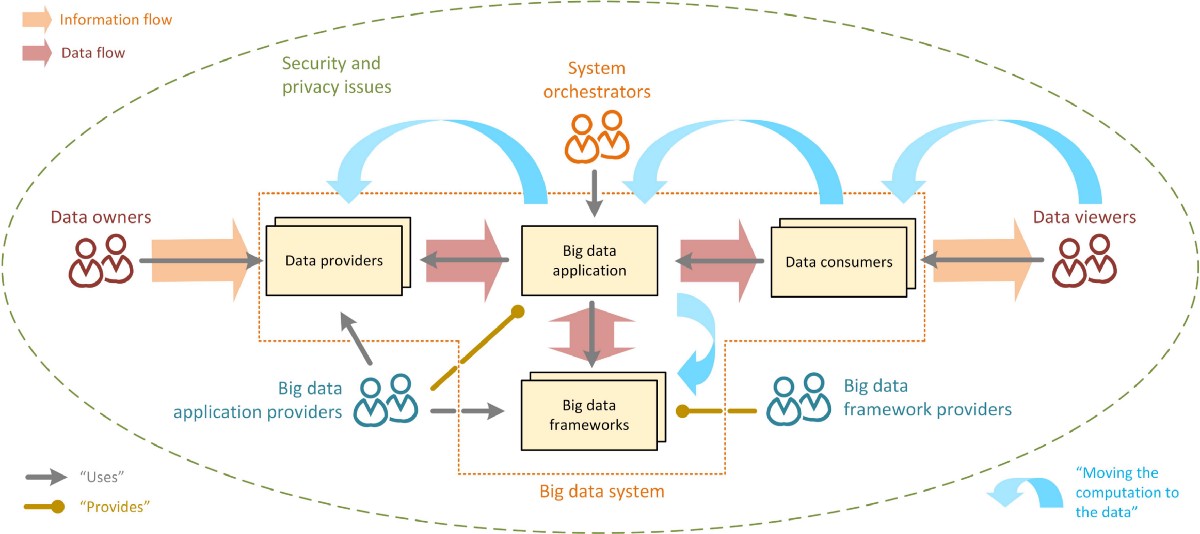 Information flow
Data flow
Security and
privacy issues
System
orchestrators
Data owners
Data viewers
Data providers
Big data
application
Data consumers
Big data
application providers
Big data
frameworks
Big data
framework providers
"Uses"
"Provides"
Big data system
"Moving the
computation to
the data"